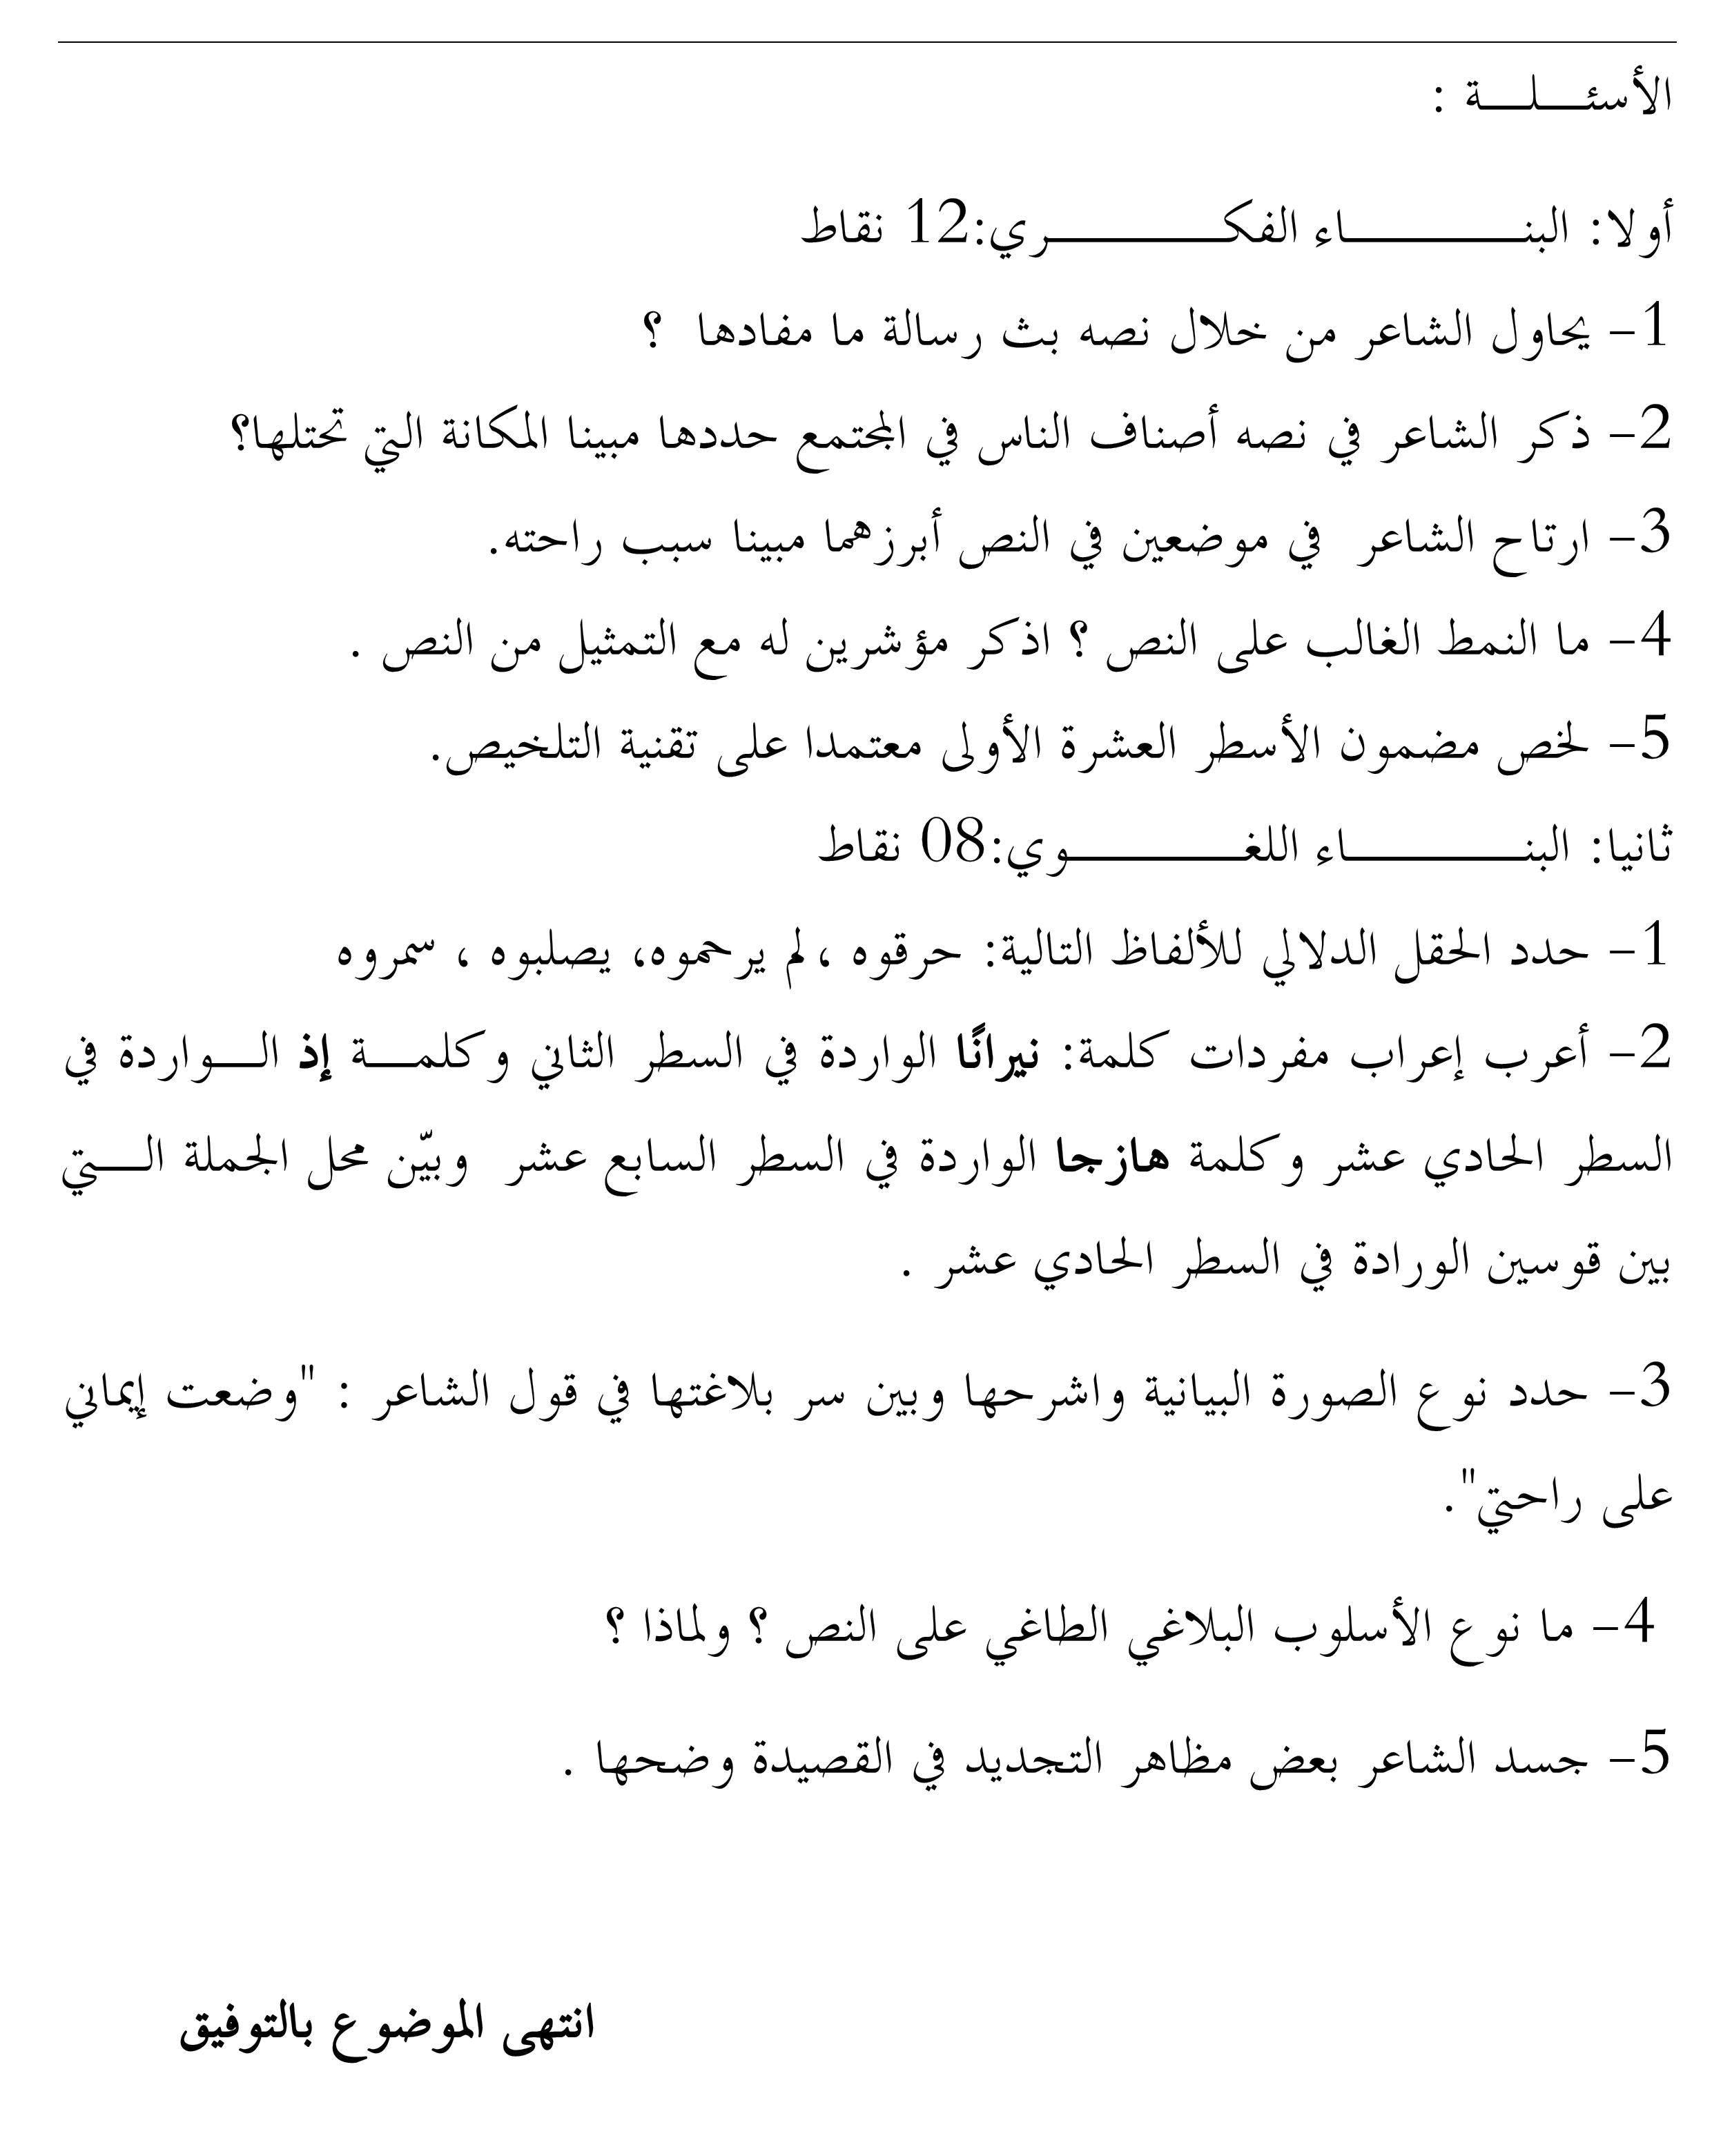 الأسئـــلــة :
أولا: البنــــــــاء الفكــــــــري:12 نقاط
1- يحاول الشاعر من خلال نصه بث رسالة ما مفادها ؟
2- ذكر الشاعر في نصه أصناف الناس في المجتمع حددها مبينا المكانة التي تحتلها؟
3- ارتاح الشاعر في موضعين في النص أبرزهما مبينا سبب راحته.
4- ما النمط الغالب على النص ؟ اذكر مؤشرين له مع التمثيل من النص .
5- لخص مضمون الأسطر العشرة الأولى معتمدا على تقنية التلخيص.
ثانيا: البنــــــــاء اللغــــــــوي:08 نقاط
1- حدد الحقل الدلالي للألفاظ التالية: حرقوه ،لم يرحموه، يصلبوه ، سمروه
2- أعرب إعراب مفردات كلمة: نيرانًا الواردة في السطر الثاني وكلمــة إذ الــواردة في
السطر الحادي عشر وكلمة هازجا الواردة في السطر السابع عشر وبيّن محل الجملة الــتي
بين قوسين الورادة في السطر الحادي عشر .
3- حدد نوع الصورة البيانية واشرحها وبين سر بلاغتها في قول الشاعر : "وضعت إيماني
على راحتي".
4- ما نوع الأسلوب البلاغي الطاغي على النص ؟ ولماذا ؟
5- جسد الشاعر بعض مظاهر التجديد في القصيدة وضحها .
انتهى الموضوع بالتوفيق